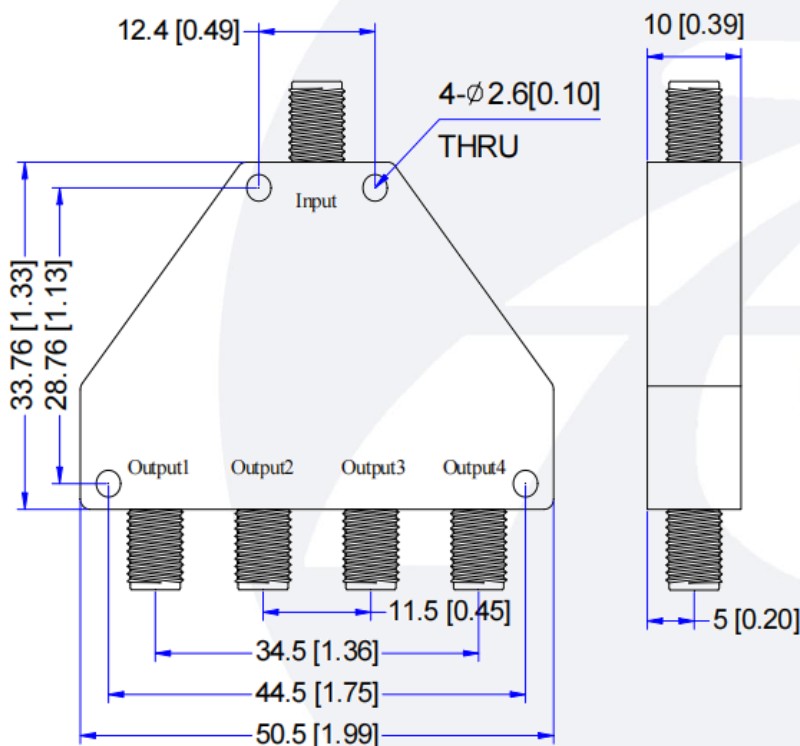 12.4 [0.49]
10 [0.39]
4-Ø2.6[0.10]
THRU
Input
33.76 [1.33]
28.76 [1.13]
Output1 Output2 Output3 Output4
11.5 [0.45]
5 [0.20]
34.5 [1.36]
44.5 [1.75]
50.5 [1.99]